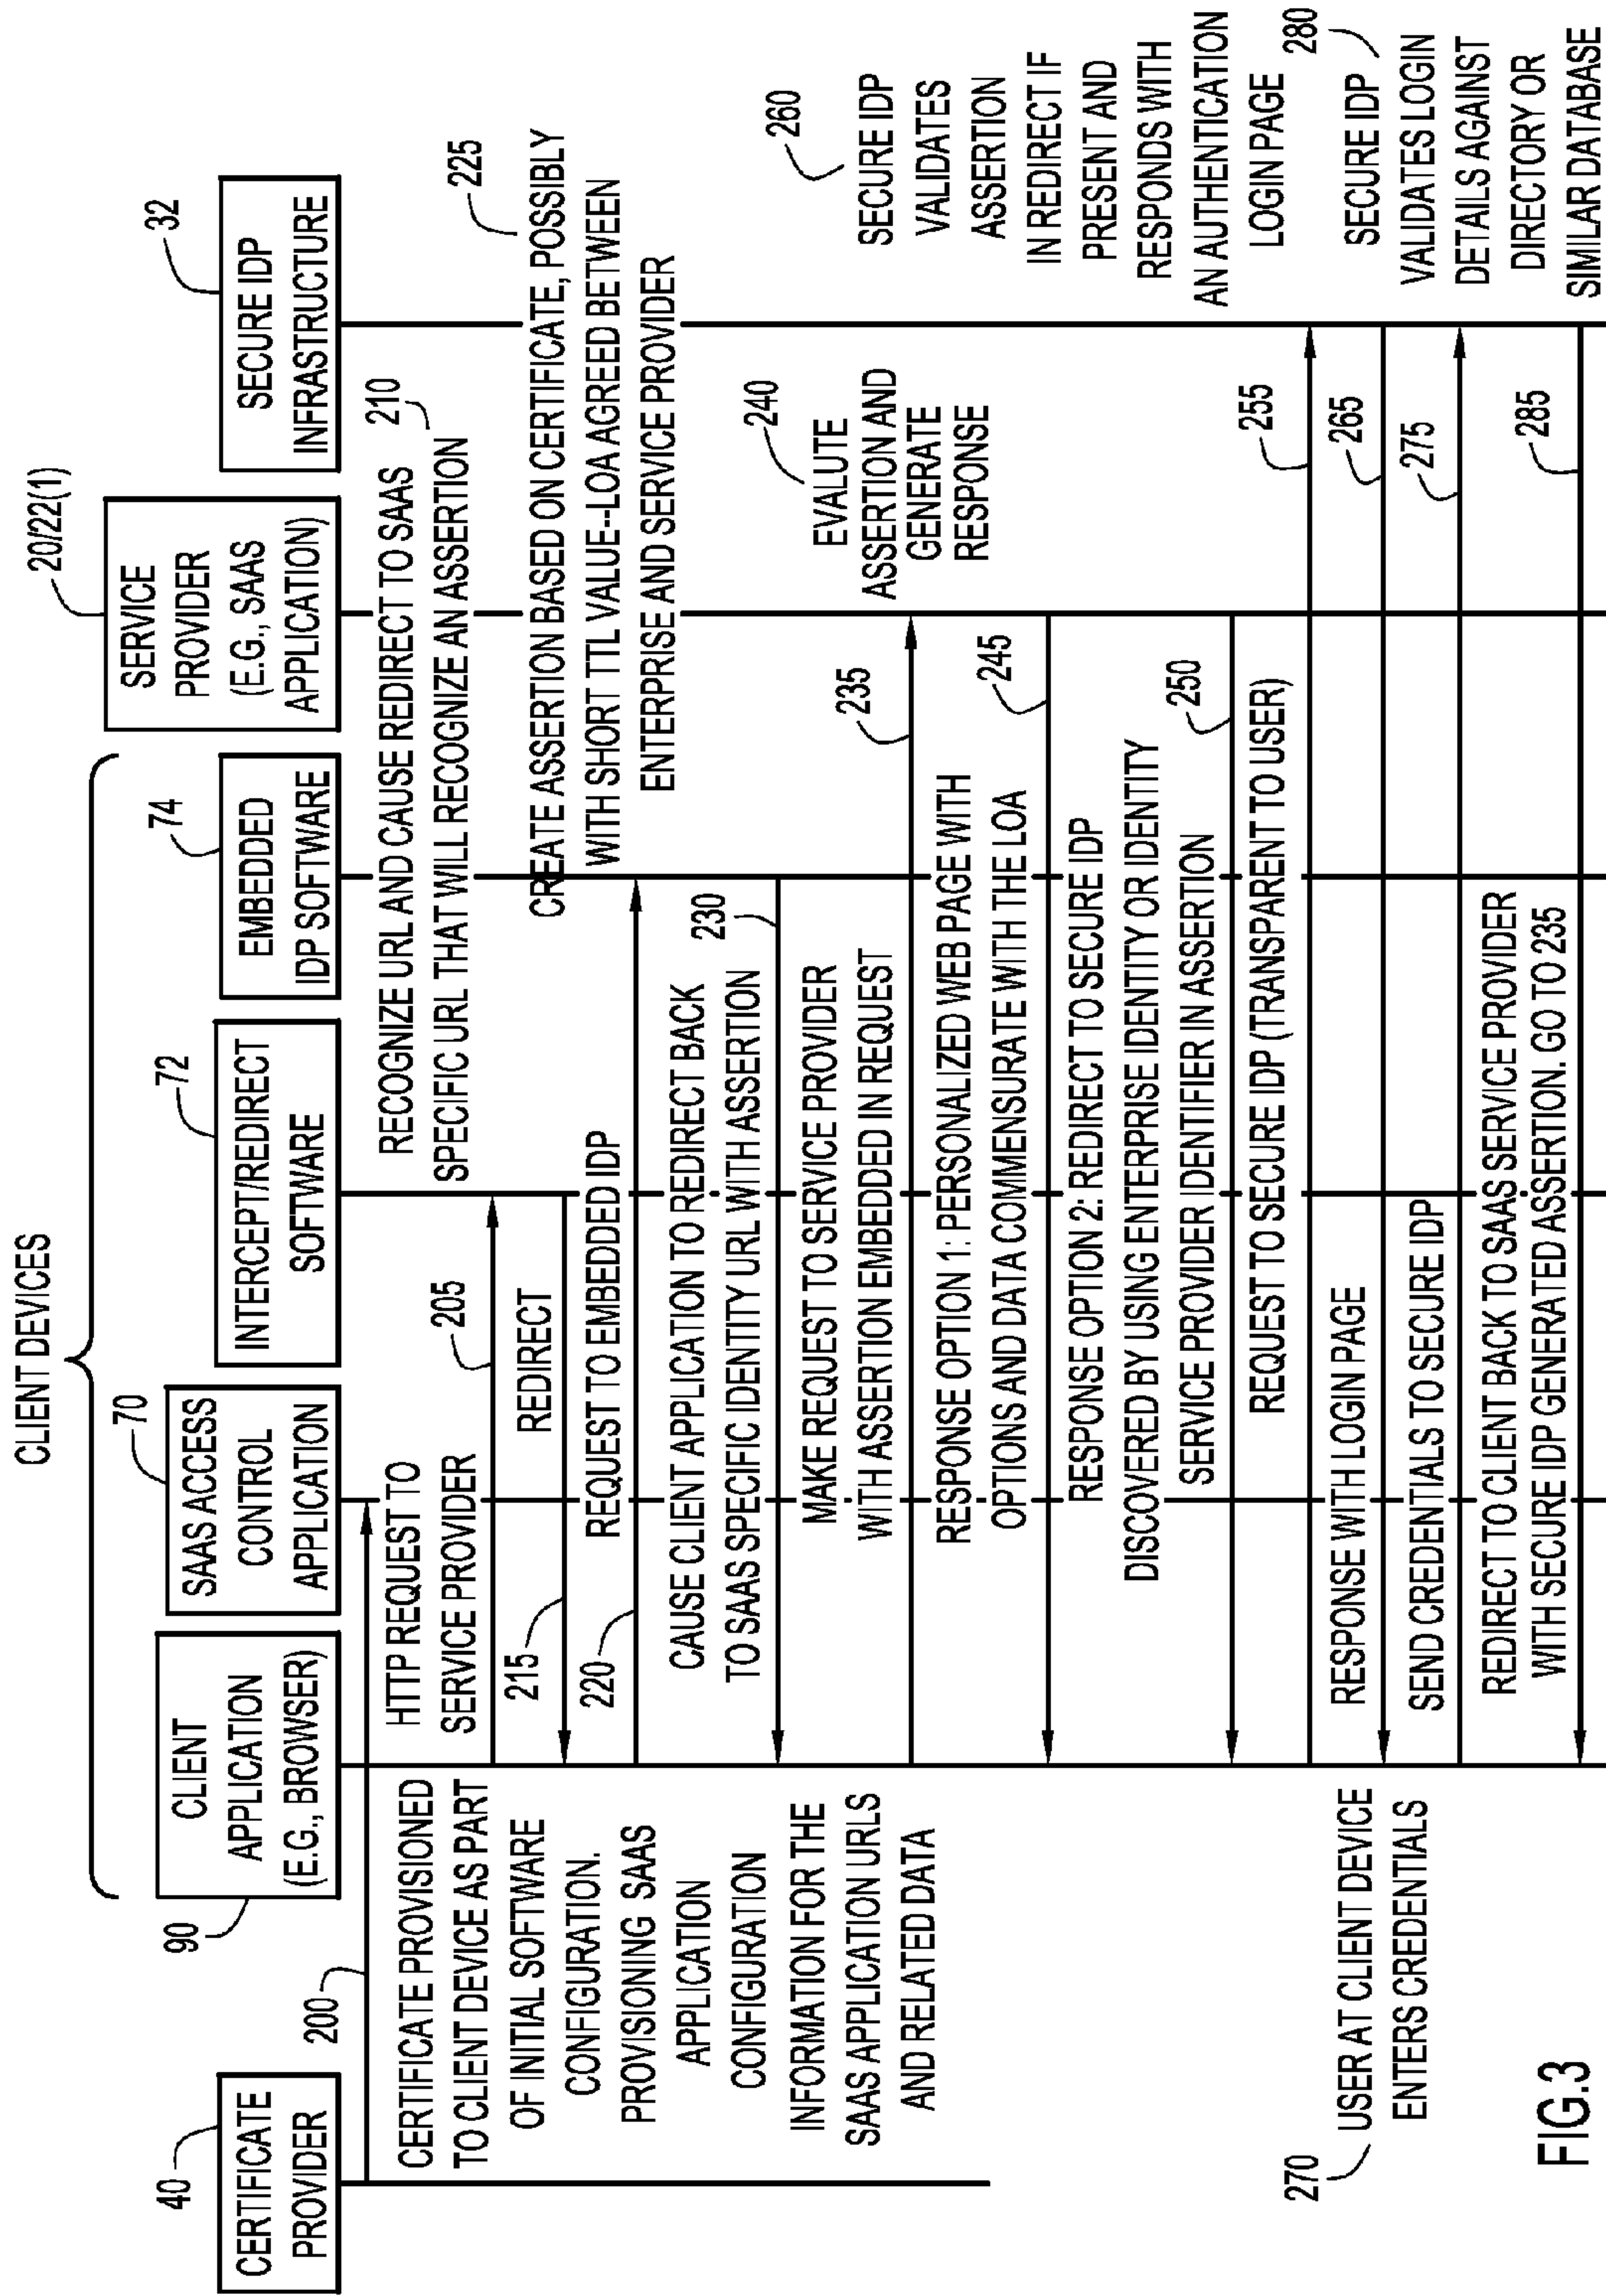 CLIENT DEVICES
40
CERTIFICATE
PROVIDER
90
CLIENT
APPLICATION
(E.G., BROWSER)
70
SAAS ACCESS
CONTROL
APPLICATION
72
INTERCEPT/REDIRECT
SOFTWARE
74
EMBEDDED
IDP SOFTWARE
20/22(1)
SERVICE
PROVIDER
(E.G., SAAS
APPLICATION)
32
SECURE IDP
INFRASTRUCTURE
200
CERTIFICATE PROVISIONED
TO CLIENT DEVICE AS PART
OF INITIAL SOFTWARE
CONFIGURATION.
PROVISIONING SAAS
APPLICATION
CONFIGURATION
INFORMATION FOR THE
SAAS APPLICATION URLS
AND RELATED DATA
HTTP REQUEST TO
SERVICE PROVIDER
205
RECOGNIZE URL AND CAUSE REDIRECT TO SAAS
SPECIFIC URL THAT WILL RECOGNIZE AN ASSERTION
210
215
REDIRECT
220
REQUEST TO EMBEDDED IDP
225
CREATE ASSERTION BASED ON CERTIFICATE, POSSIBLY
WITH SHORT TTL VALUE--LOA AGREED BETWEEN
ENTERPRISE AND SERVICE PROVIDER
230
CAUSE CLIENT APPLICATION TO REDIRECT BACK
TO SAAS SPECIFIC IDENTITY URL WITH ASSERTION
MAKE REQUEST TO SERVICE PROVIDER
WITH ASSERTION EMBEDDED IN REQUEST
235
240
EVALUTE
ASSERTION AND
GENERATE
RESPONSE
RESPONSE OPTION 1: PERSONALIZED WEB PAGE WITH
OPTIONS AND DATA COMMENSURATE WITH THE LOA
245
RESPONSE OPTION 2: REDIRECT TO SECURE IDP
DISCOVERED BY USING ENTERPRISE IDENTITY OR IDENTITY
SERVICE PROVIDER IDENTIFIER IN ASSERTION
250
REQUEST TO SECURE IDP (TRANSPARENT TO USER)
255
260
SECURE IDP
VALIDATES
ASSERTION
IN REDIRECT IF
PRESENT AND
RESPONDS WITH
AN AUTHENTICATION
LOGIN PAGE
RESPONSE WITH LOGIN PAGE
265
270
USER AT CLIENT DEVICE
ENTERS CREDENTIALS
SEND CREDENTIALS TO SECURE IDP
275
280
SECURE IDP
VALIDATES LOGIN
DETAILS AGAINST
DIRECTORY OR
SIMILAR DATABASE
REDIRECT TO CLIENT BACK TO SAAS SERVICE PROVIDER
WITH SECURE IDP GENERATED ASSERTION. GO TO 235
285
FIG.3